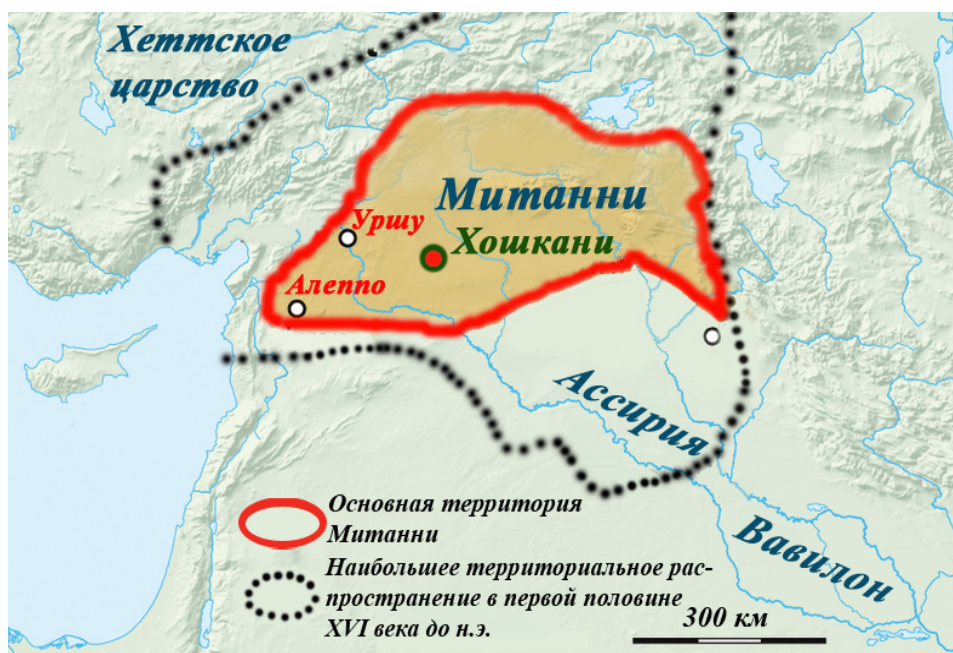 Хеттское
царство
Митанни
Уршу
Хошкани
Алеппо
Ассирия
Вавилон
Основная территория
Митанни
Наибольшее территориальное рас-
пространение в первой половине
XVI века до н.э.
300 км